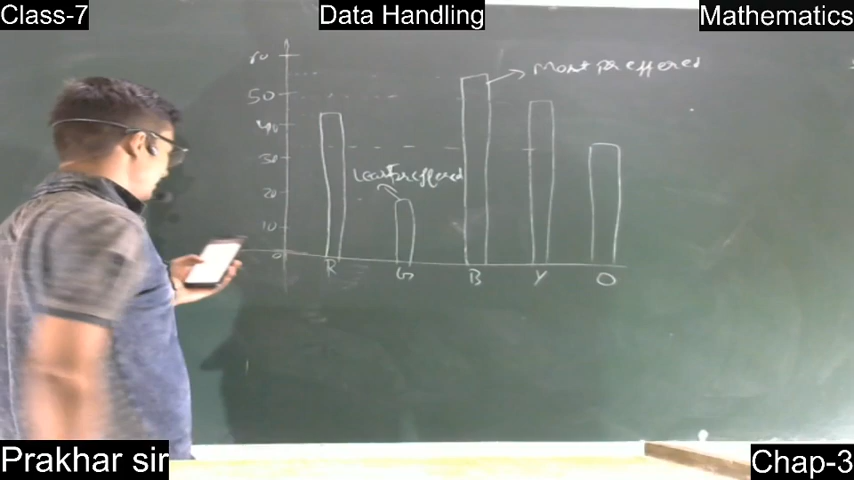 Class-7
Data Handling
Mathematics
60
Most preffered
50
40
30
Least preffered
20
10
0
R
G
B
Y
O
Prakhar sir
Chap-3